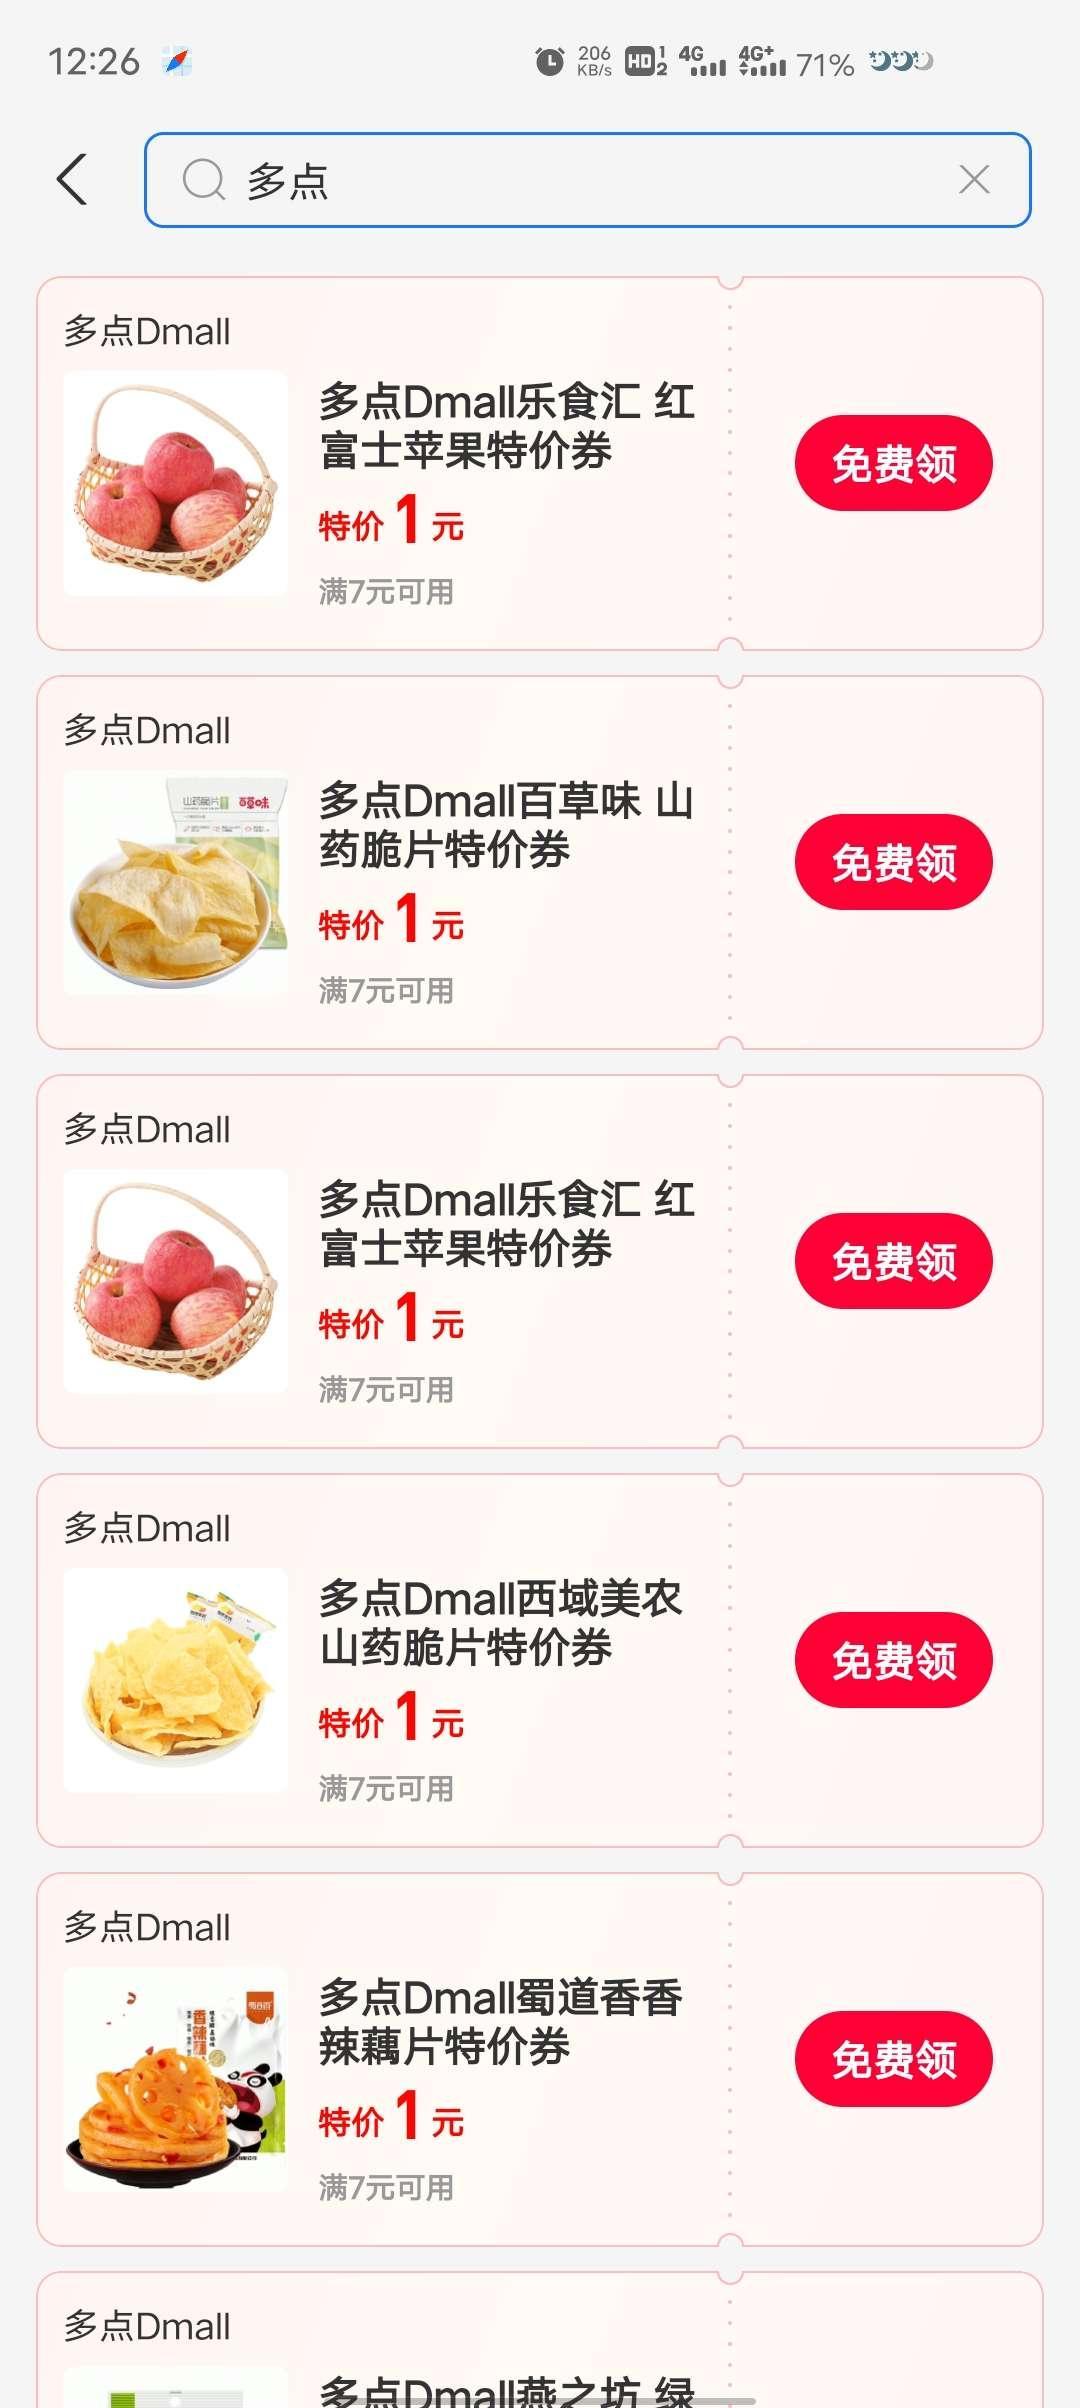 12:26
206
KB/s
HD 1 2
4G
4G+
71%
多点
多点Dmall
多点Dmall乐食汇 红
富士苹果特价券
特价 1 元
满7元可用
免费领
多点Dmall
山药脆片
百草味
多点Dmall百草味 山
药脆片特价券
特价 1 元
满7元可用
免费领
多点Dmall
多点Dmall乐食汇 红
富士苹果特价券
特价 1 元
满7元可用
免费领
多点Dmall
多点Dmall西域美农
山药脆片特价券
特价 1 元
满7元可用
免费领
多点Dmall
香辣
多点Dmall蜀道香香
辣藕片特价券
特价 1 元
满7元可用
免费领
多点Dmall
多点Dmall燕之坊 绿